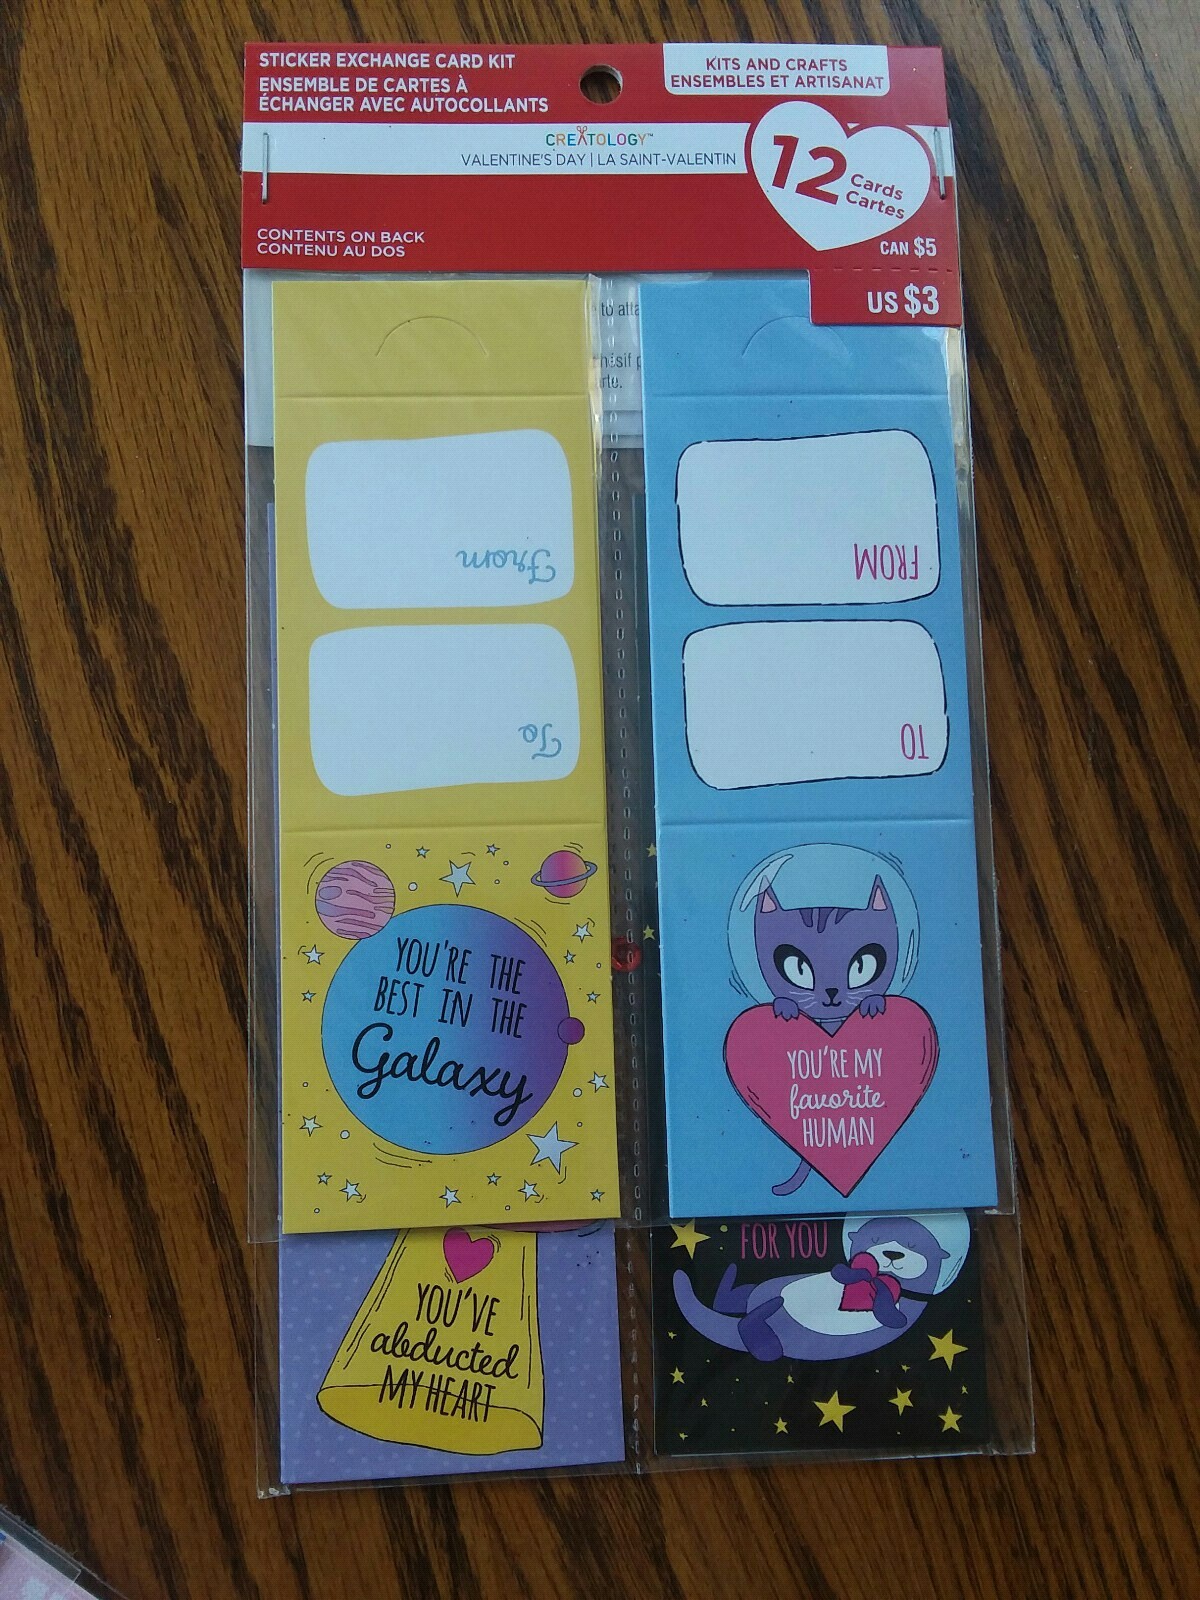 STICKER EXCHANGE CARD KIT
ENSEMBLE DE CARTES À
ÉCHANGER AVEC AUTOCOLLANTS
KITS AND CRAFTS
ENSEMBLES ET ARTISANAT
CREATOLOGY™
VALENTINE'S DAY | LA SAINT-VALENTIN
12
Cards
Cartes
CONTENTS ON BACK
CONTENU AU DOS
CAN $5
US $3
to
From
To
FROM
TO
YOU'RE THE
BEST IN THE
Galaxy
YOU'RE MY
favorite
HUMAN
YOU'VE
abducted
MY HEART
FOR YOU